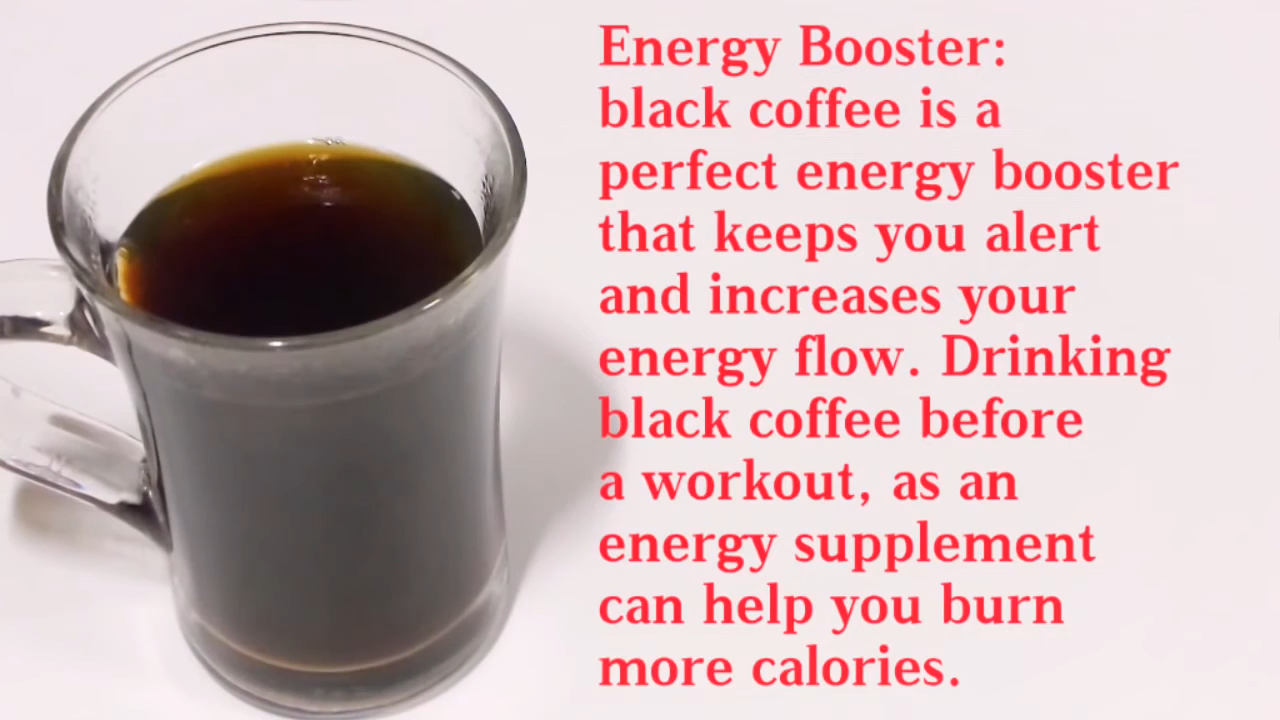 Energy Booster:
black coffee is a
perfect energy booster
that keeps you alert
and increases your
energy flow. Drinking
black coffee before
a workout, as an
energy supplement
can help you burn
more calories.